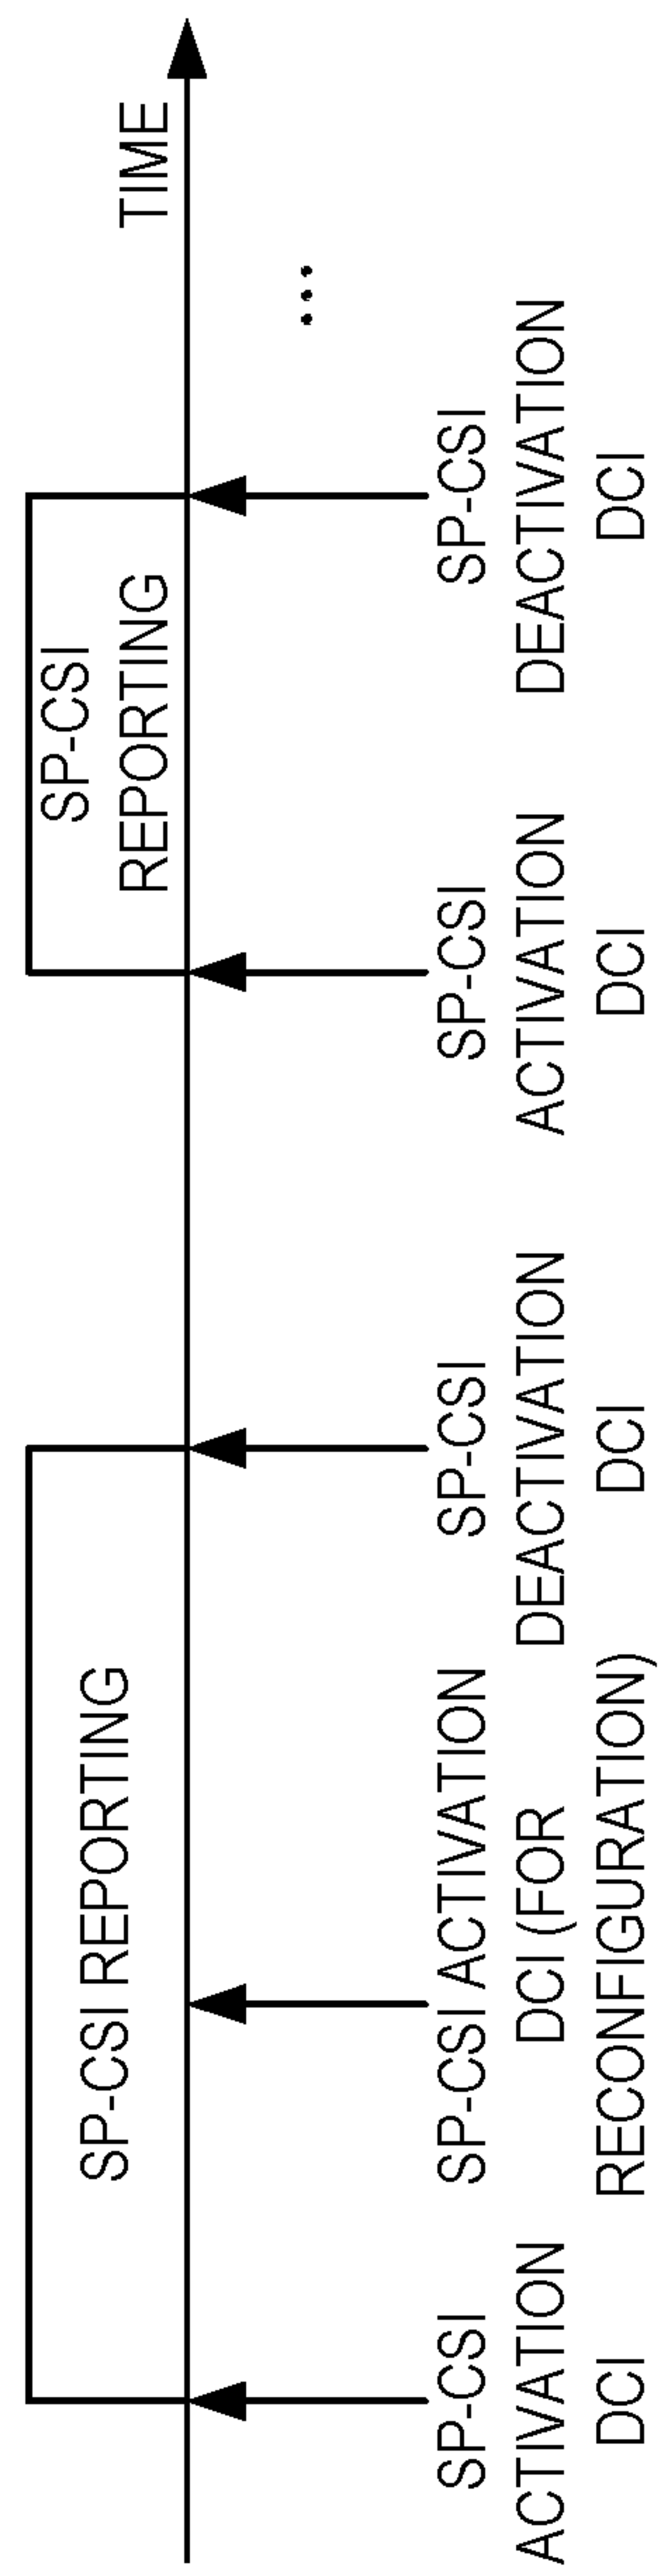 SP-CSI REPORTING
SP-CSI
REPORTING
TIME
SP-CSI
ACTIVATION
DCI
SP-CSI ACTIVATION
DCI (FOR
RECONFIGURATION)
SP-CSI
DEACTIVATION
DCI
SP-CSI
ACTIVATION
DCI
SP-CSI
DEACTIVATION
DCI
...